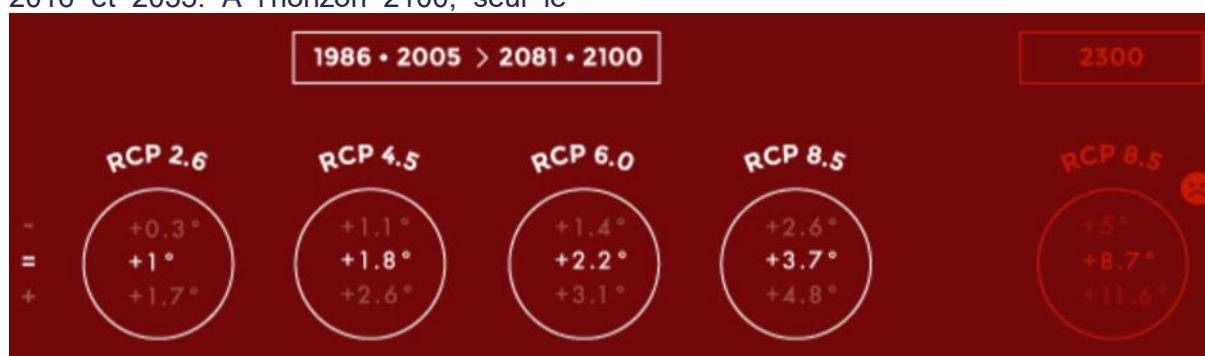 2016 et 2035. A l'horizon 2100, seul le
1986 • 2005 > 2081 • 2100
2300
RCP 2.6
RCP 4.5
RCP 6.0
RCP 8.5
RCP 8.5
- +0.3° +1.1° +1.4° +2.6° +5°
= +1° +1.8° +2.2° +3.7° +8.7°
+ +1.7° +2.6° +3.1° +4.8° +11.6°